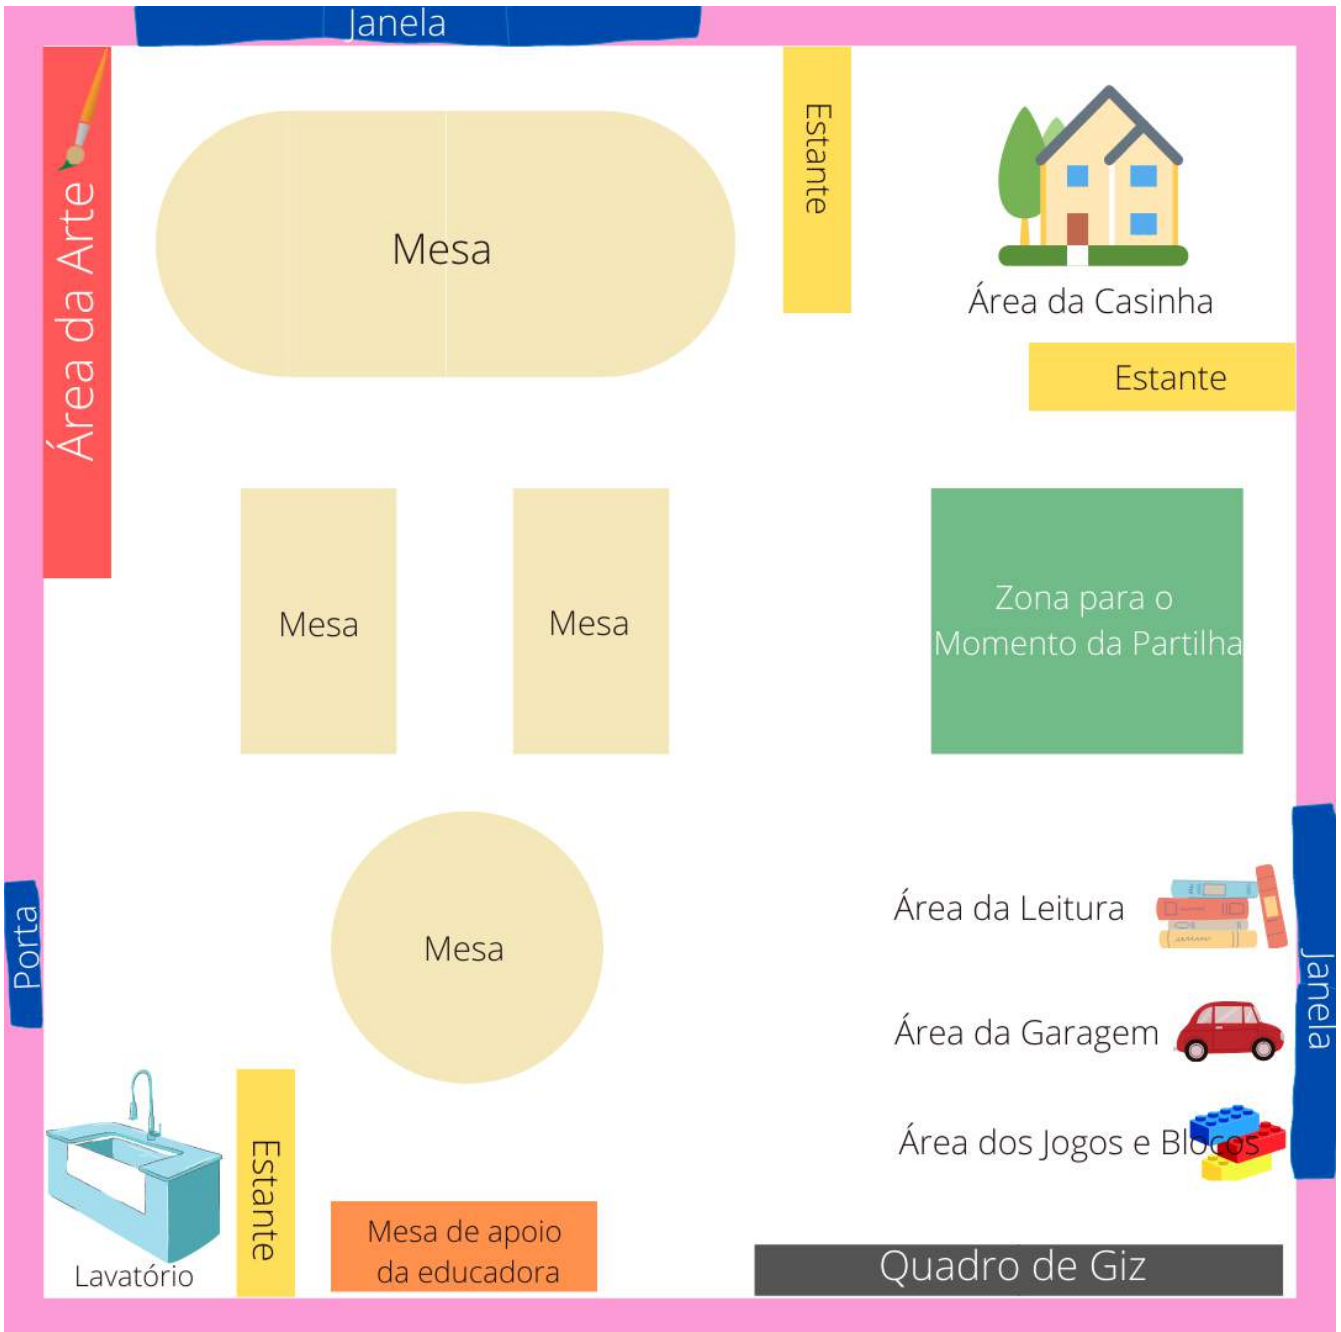 Janela
Área da Arte
Mesa
Estante
Área da Casinha
Estante
Mesa
Mesa
Zona para o
Momento da Partilha
Porta
Mesa
Área da Leitura
Janela
Área da Garagem
Área dos Jogos e Blocos
Estante
Lavatório
Mesa de apoio
da educadora
Quadro de Giz